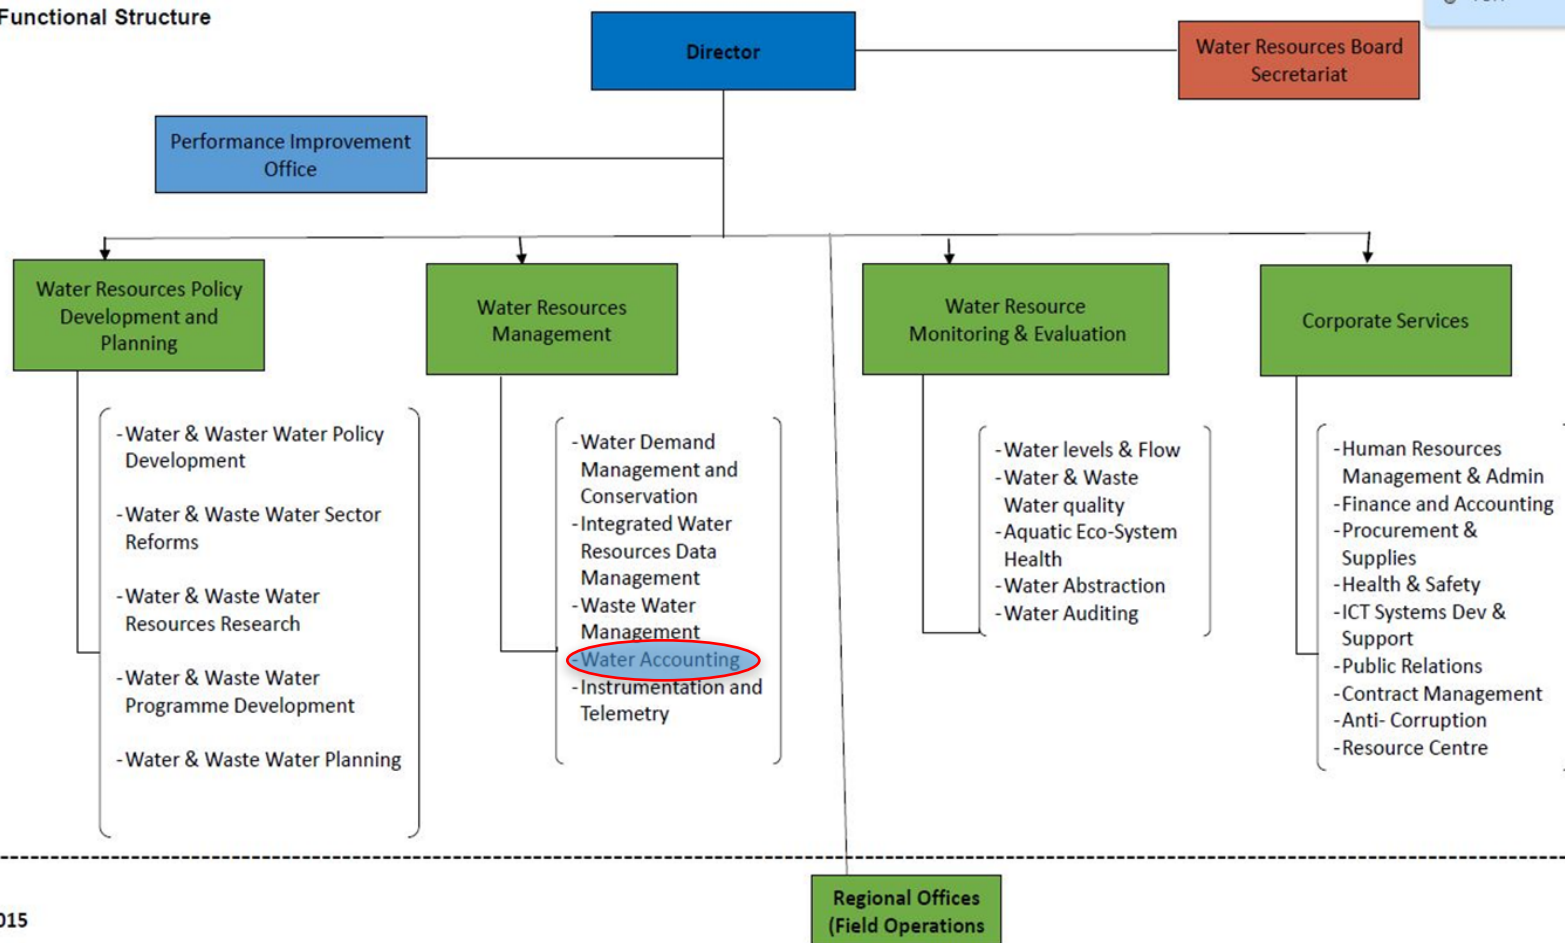 Functional Structure
Director
Water Resources Board
Secretariat
Performance Improvement
Office
Water Resources Policy
Development and
Planning
Water Resources
Management
Water Resource
Monitoring & Evaluation
Corporate Services
-Water & Waster Water Policy
Development
-Water & Waste Water Sector
Reforms
-Water & Waste Water
Resources Research
-Water & Waste Water
Programme Development
-Water & Waste Water Planning
-Water Demand
Management and
Conservation
-Integrated Water
Resources Data
Management
-Waste Water
Management
-Water Accounting
-Instrumentation and
Telemetry
-Water levels & Flow
-Water & Waste
Water quality
-Aquatic Eco-System
Health
-Water Abstraction
-Water Auditing
-Human Resources
Management & Admin
-Finance and Accounting
-Procurement &
Supplies
-Health & Safety
-ICT Systems Dev &
Support
-Public Relations
-Contract Management
-Anti- Corruption
-Resource Centre
Regional Offices
(Field Operations
015